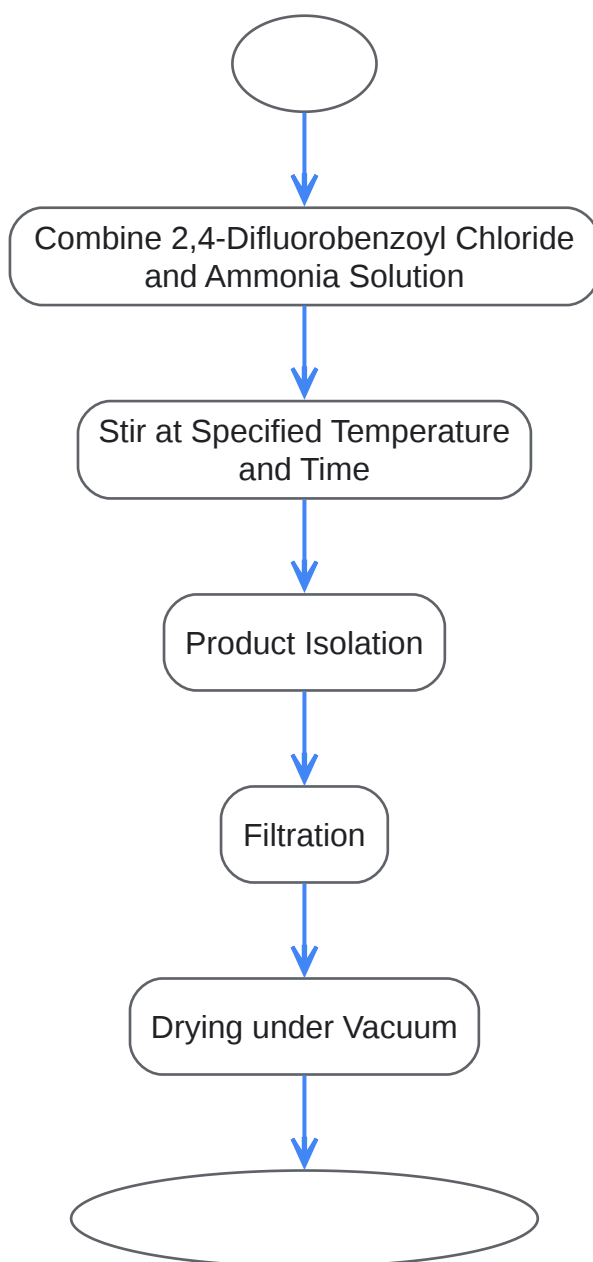 Combine 2,4-Difluorobenzoyl Chloride
and Ammonia Solution
Stir at Specified Temperature
and Time
Product Isolation
Filtration
Drying under Vacuum